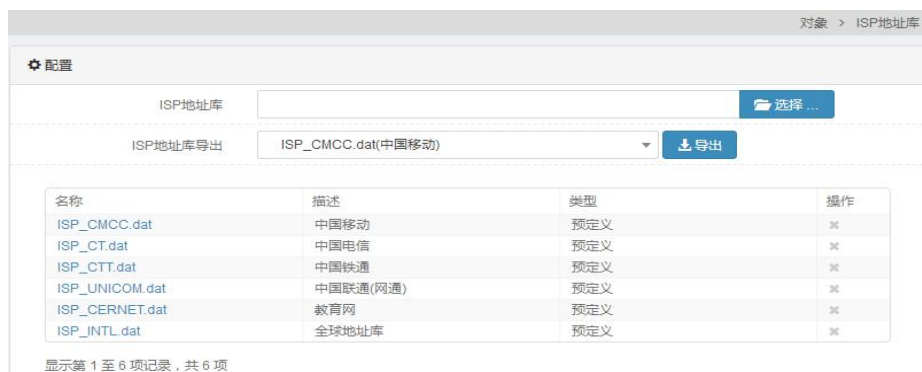 对象 > ISP地址库
配置
ISP地址库 选择 ...
ISP地址库导出 ISP_CMCC.dat(中国移动) 导出
名称 描述 类型 操作
ISP_CMCC.dat 中国移动 预定义
ISP_CT.dat 中国电信 预定义
ISP_CTT.dat 中国铁通 预定义
ISP_UNICOM.dat 中国联通(网通) 预定义
ISP_CERNET.dat 教育网 预定义
ISP_INTL.dat 全球地址库 预定义
显示第 1 至 6 项记录，共 6 项